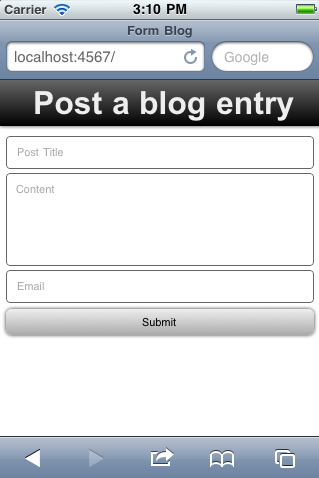 Carrier 3:10 PM
Form Blog
localhost:4567/ Google
Post a blog entry
Post Title
Content
Email
Submit